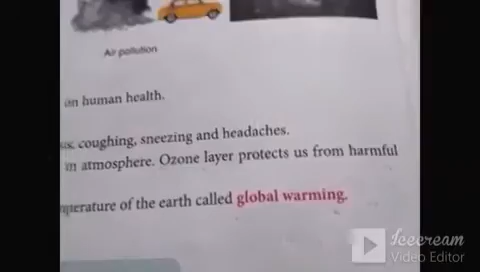 Air pollution
on human health.
coughing, sneezing and headaches.
atmosphere. Ozone layer protects us from harmful
of the earth called global warming.
Icecream
Video Editor